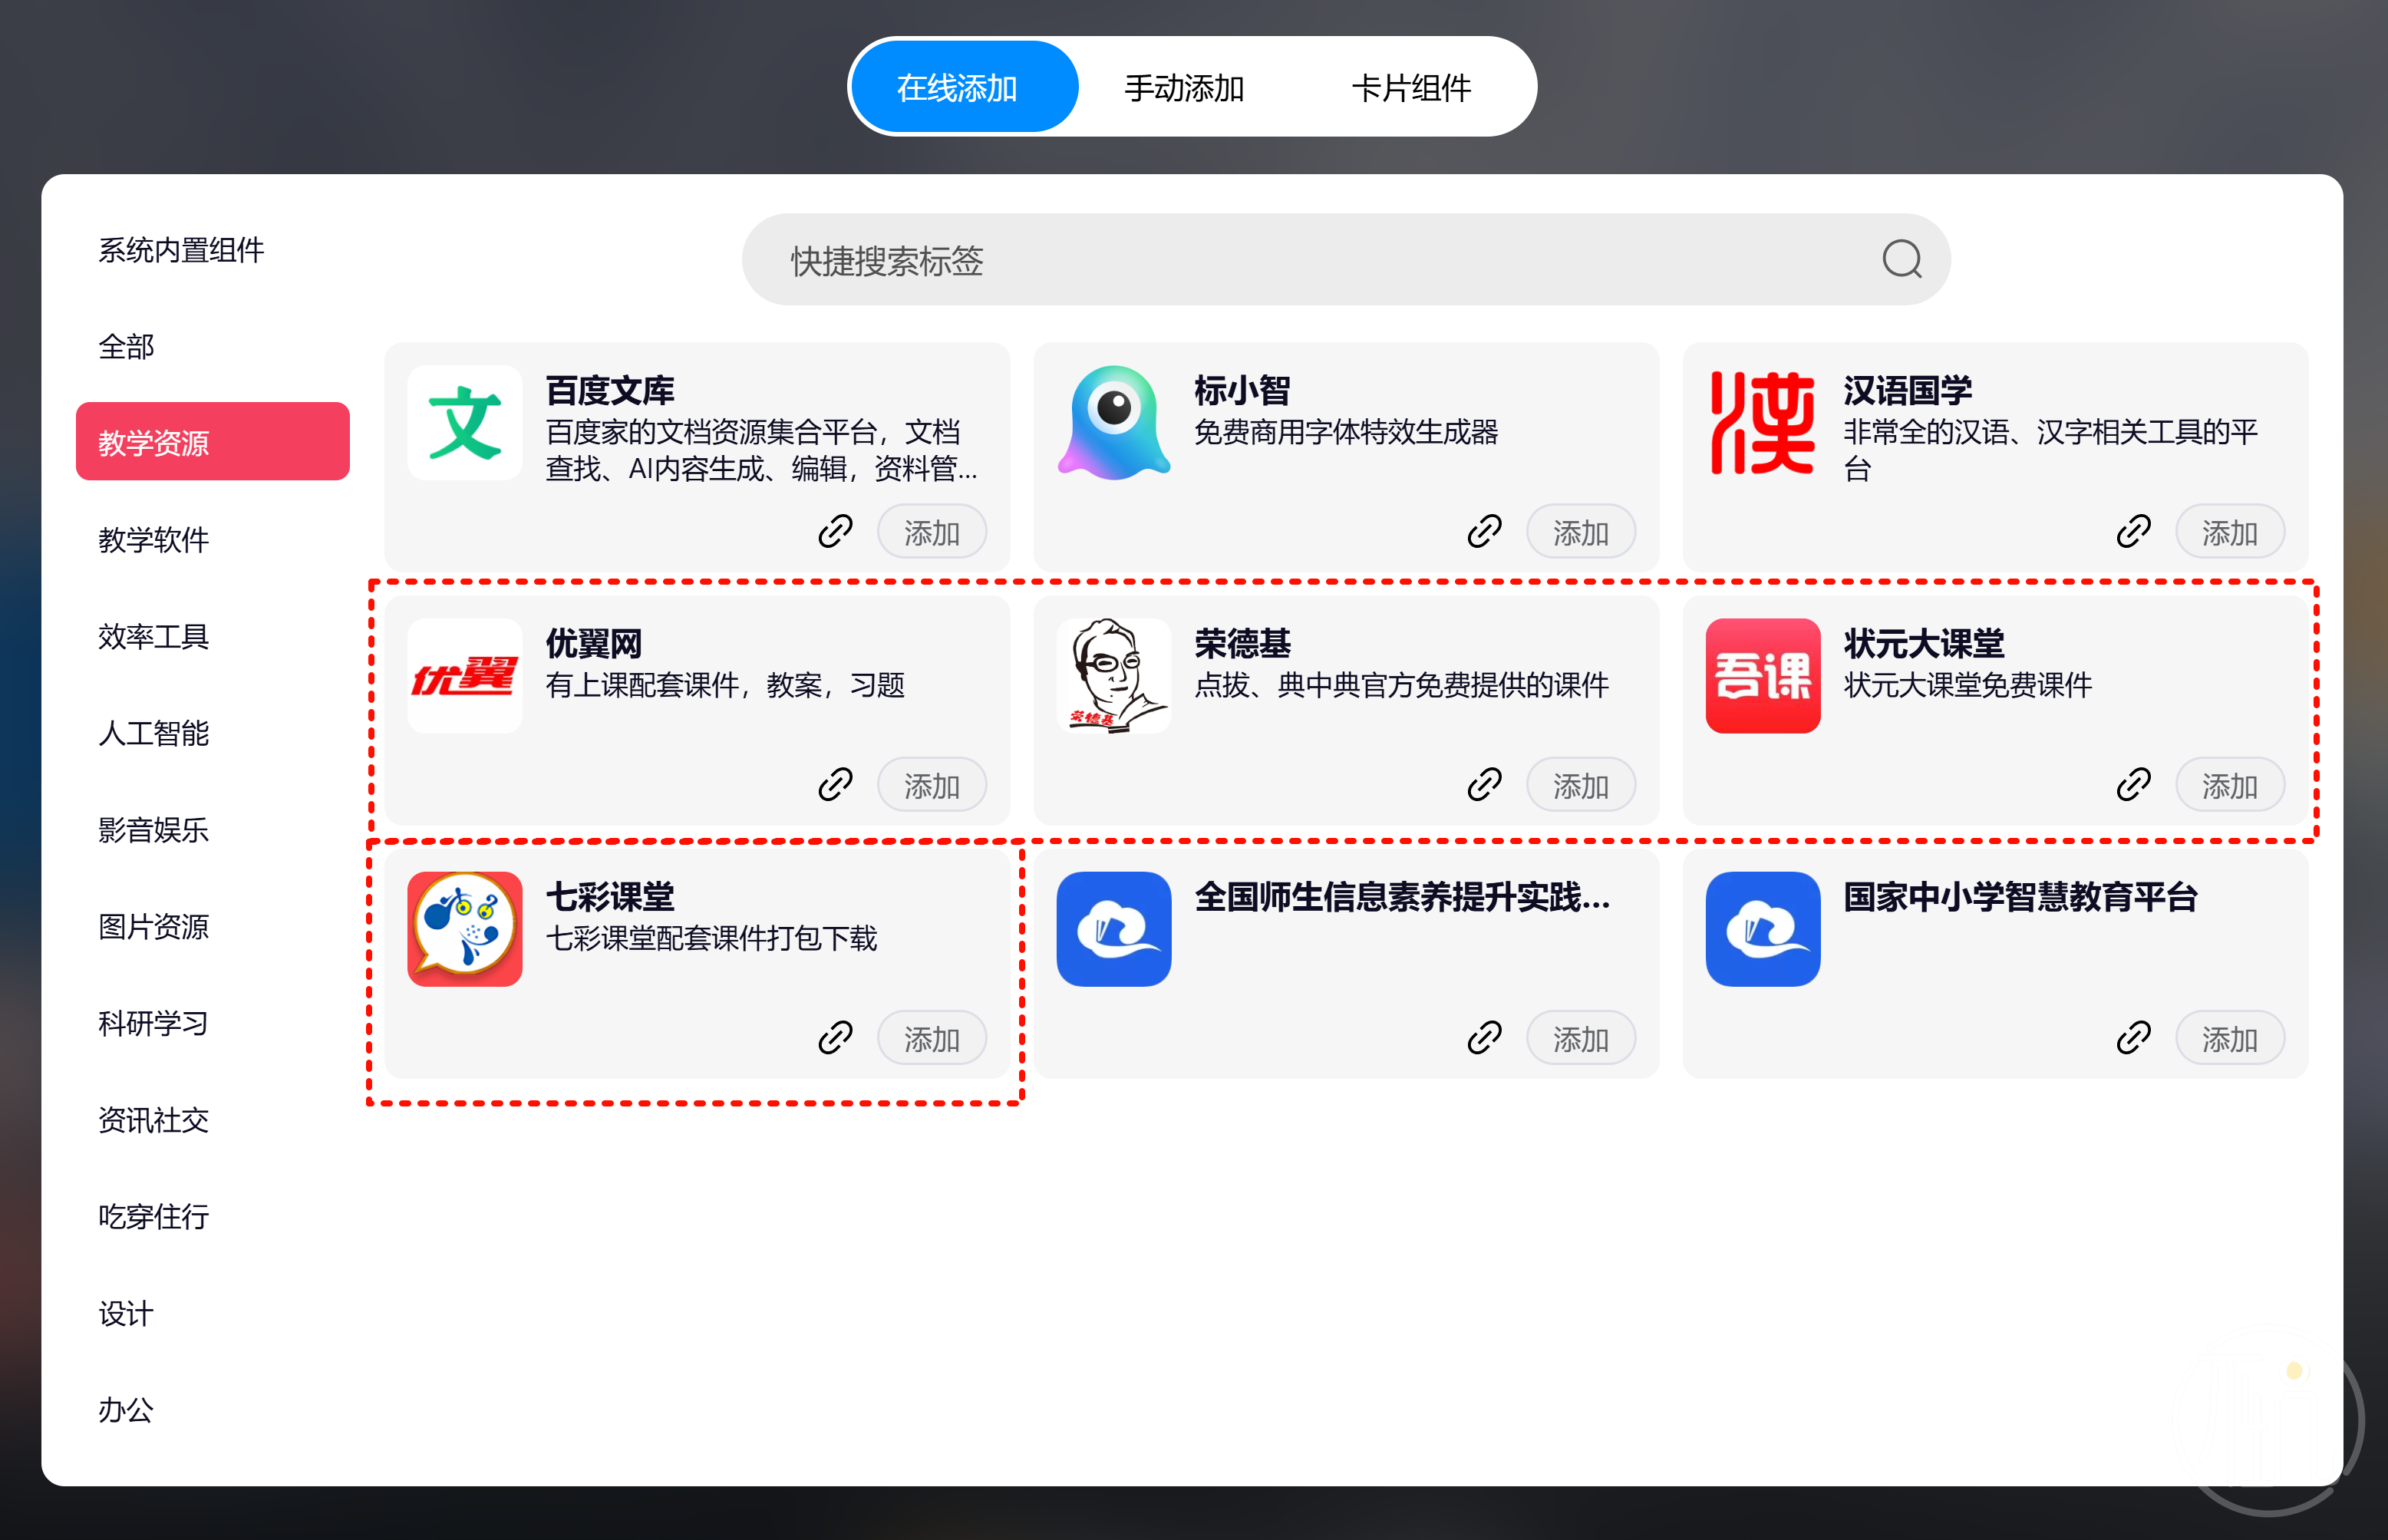 在线添加
手动添加
卡片组件
快捷搜索标签
系统内置组件
全部
教学资源
教学软件
效率工具
人工智能
影音娱乐
图片资源
科研学习
资讯社交
吃穿住行
设计
办公
文
百度文库
百度家的文档资源集合平台，文档
查找、AI内容生成、编辑，资料管...
添加
标小智
免费商用字体特效生成器
添加
漢
汉语国学
非常全的汉语、汉字相关工具的平
台
添加
优翼
优翼网
有上课配套课件，教案，习题
添加
荣德基
荣德基
点拔、典中典官方免费提供的课件
添加
吾课
状元大课堂
状元大课堂免费课件
添加
七彩课堂
七彩课堂配套课件打包下载
添加
全国师生信息素养提升实践...
添加
国家中小学智慧教育平台
添加